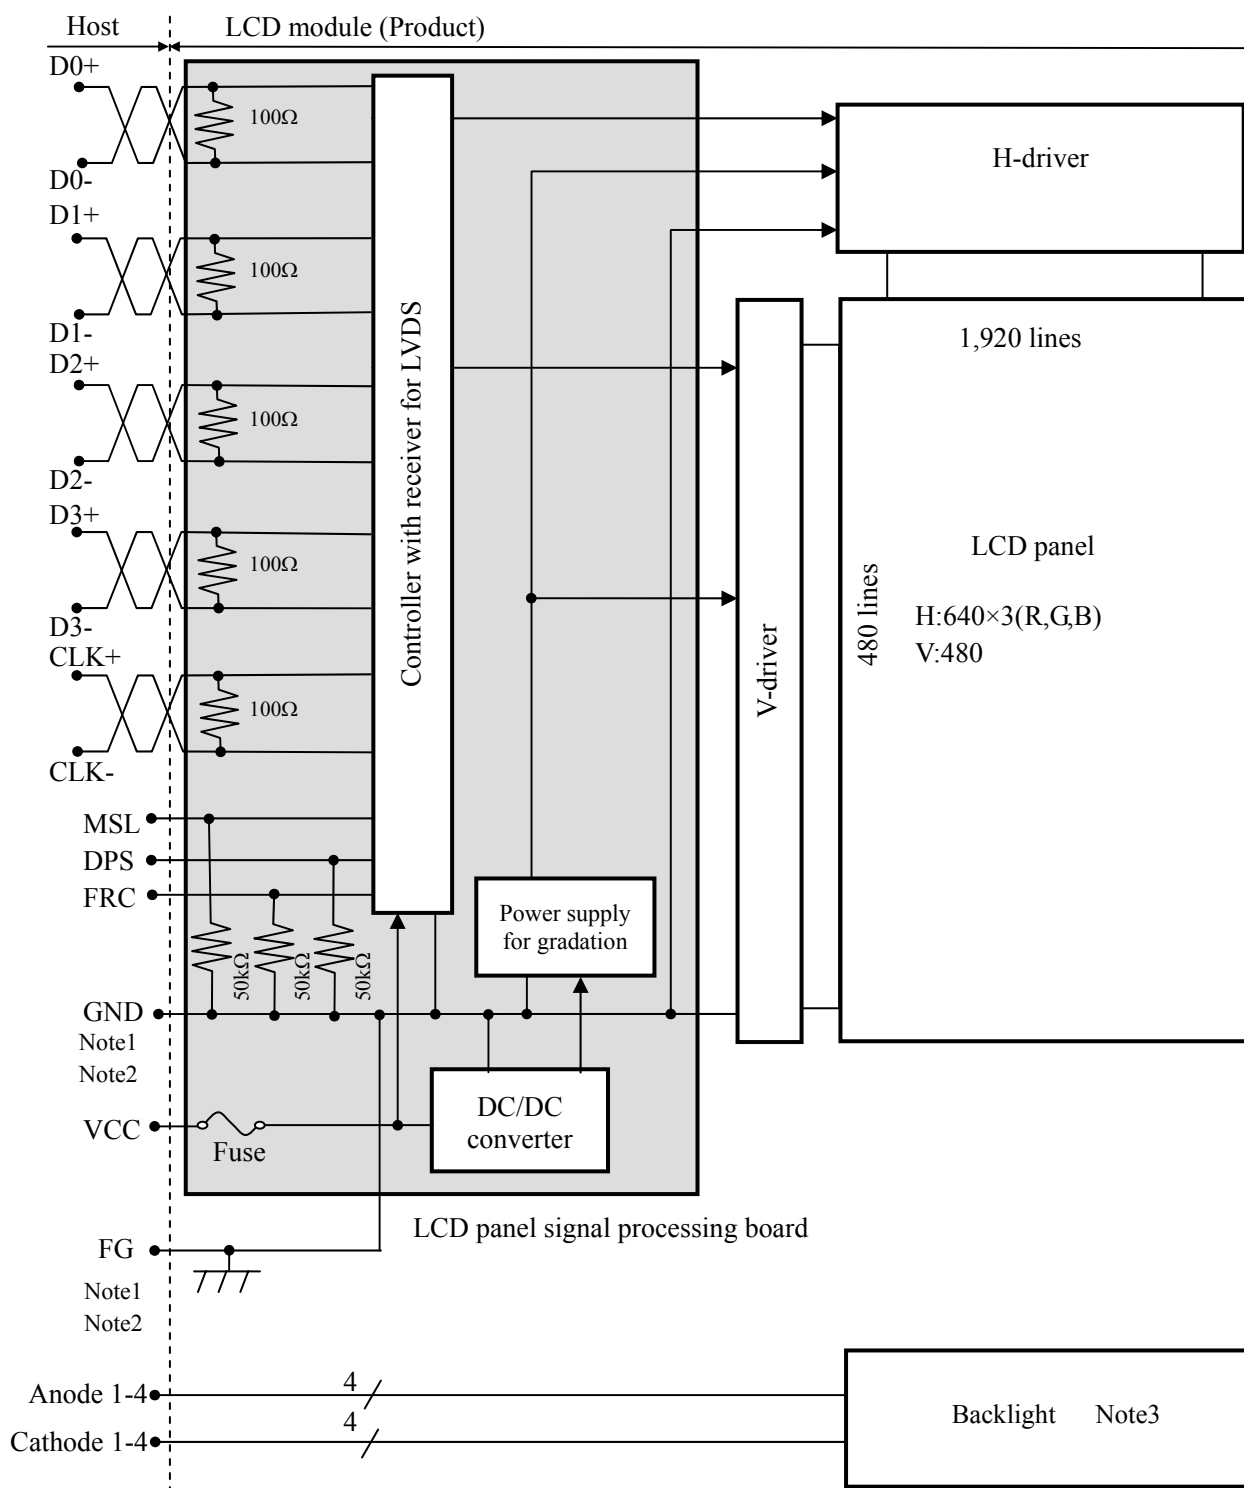 Host
LCD module (Product)
D0+
100Ω
D0-
D1+
100Ω
D1-
D2+
100Ω
D2-
D3+
100Ω
D3-
CLK+
100Ω
CLK-
MSL
DPS
FRC
50kΩ
50kΩ
50kΩ
GND
Note1
Note2
VCC
Fuse
FG
Note1
Note2
Controller with receiver for LVDS
Power supply
for gradation
DC/DC
converter
LCD panel signal processing board
H-driver
V-driver
1,920 lines
480 lines
LCD panel
H:640×3(R,G,B)
V:480
Anode 1-4
4
Cathode 1-4
4
Backlight Note3